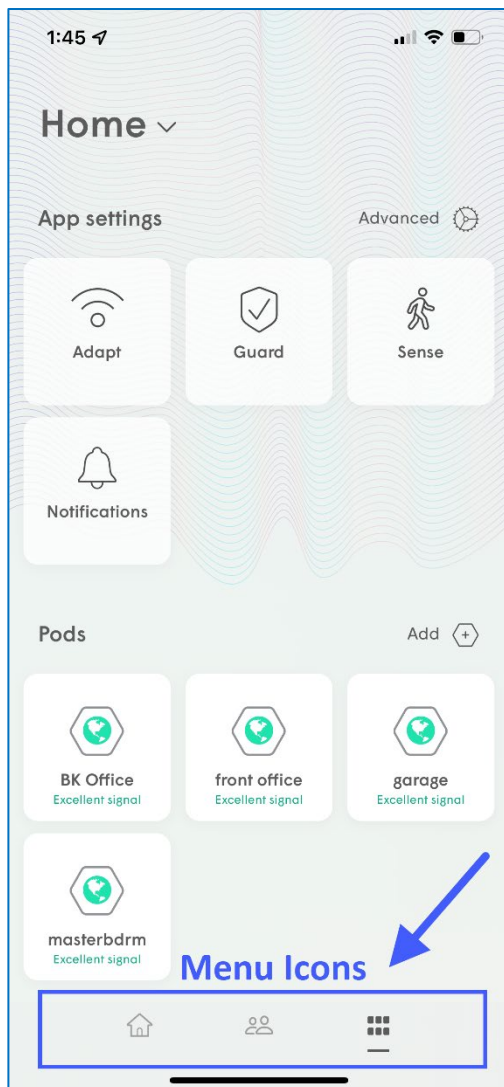 1:45
Home
App settings
Advanced
Adapt
Guard
Sense
Notifications
Pods
Add
BK Office
Excellent signal
front office
Excellent signal
garage
Excellent signal
masterbdrm
Excellent signal
Menu Icons